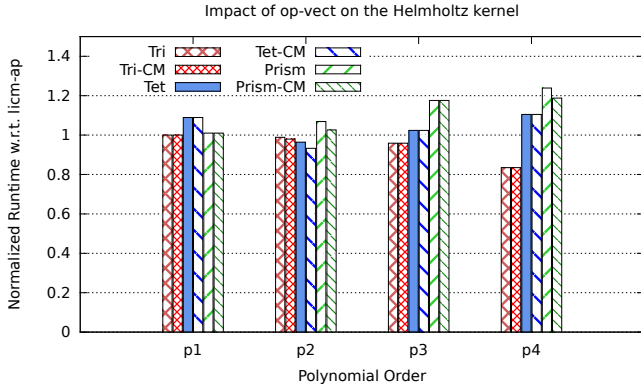 Impact of op-vect on the Helmholtz kernel
Normalized Runtime w.r.t. licm-ap
1.4
1.2
1
0.8
0.6
0.4
0.2
0
Tri
Tri-CM
Tet
Tet-CM
Prism
Prism-CM
p1 p2 p3 p4
Polynomial Order